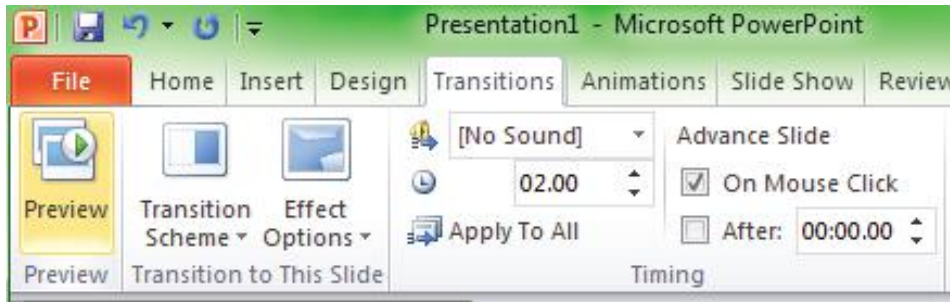 Presentation1 - Microsoft PowerPoint
File Home Insert Design Transitions Animations Slide Show Review
Preview
Transition Scheme
Effect Options
[No Sound]
02.00
Apply To All
Advance Slide
On Mouse Click
After: 00:00.00
Preview Transition to This Slide Timing